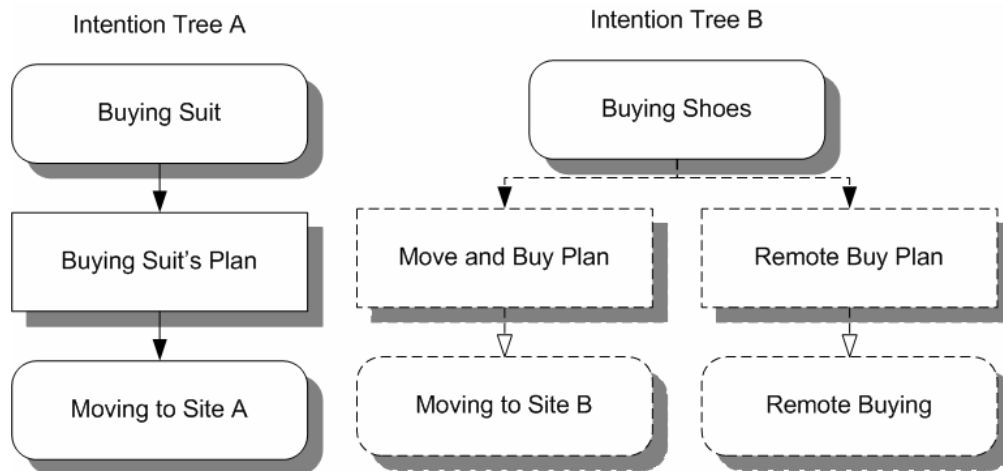 Intention Tree A
Intention Tree B
Buying Suit
Buying Shoes
Buying Suit's Plan
Move and Buy Plan
Remote Buy Plan
Moving to Site A
Moving to Site B
Remote Buying